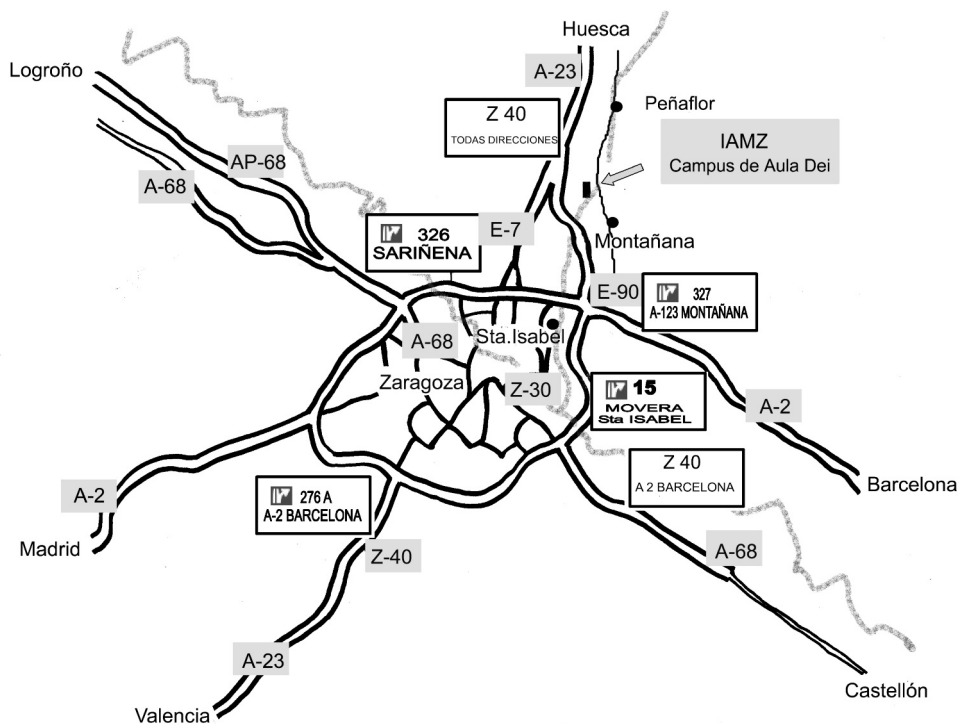 Huesca
Logroño
A-23
Z 40
TODAS DIRECCIONES
Peñaflor
IAMZ
Campus de Aula Dei
AP-68
A-68
326
SARIÑENA
E-7
Montañana
E-90
327
A-123 MONTAÑANA
A-68
Sta.Isabel
Zaragoza
Z-30
15
MOVERA
Sta ISABEL
A-2
Z 40
A 2 BARCELONA
Barcelona
A-2
276 A
A-2 BARCELONA
Madrid
Z-40
A-68
A-23
Castellón
Valencia